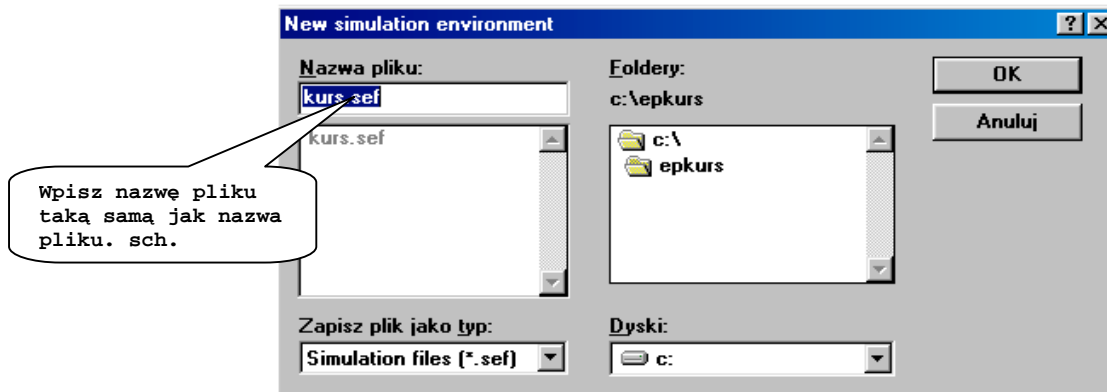 New simulation environment
Nazwa pliku:
kurs.sef
kurs.sef
Foldery:
c:\epkurs
c:\
epkurs
OK
Anuluj
Wpisz nazwę pliku
taką samą jak nazwa
pliku. sch.
Zapisz plik jako typ:
Simulation files (*.sef)
Dyski:
c: